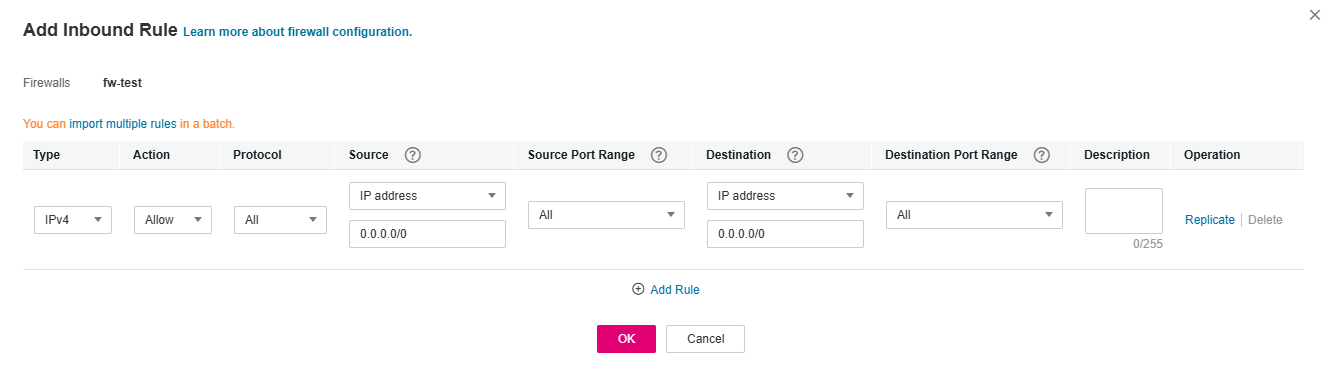 Add Inbound Rule Learn more about firewall configuration.
Firewalls fw-test
You can import multiple rules in a batch.
Type Action Protocol Source ? Source Port Range ? Destination ? Destination Port Range ? Description Operation
IP address IP address
IPv4 Allow All All All Replicate Delete
0.0.0.0/0 0.0.0.0/0
0/255
Add Rule
OK Cancel